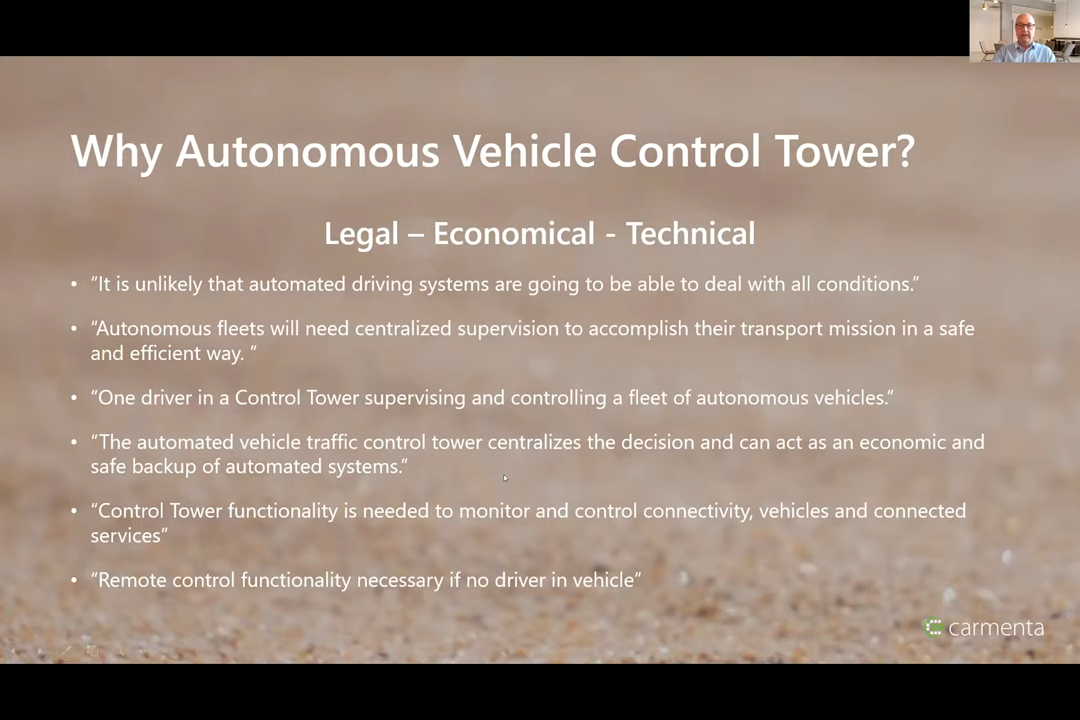 Why Autonomous Vehicle Control Tower?
Legal – Economical - Technical
• “It is unlikely that automated driving systems are going to be able to deal with all conditions.”
• “Autonomous fleets will need centralized supervision to accomplish their transport mission in a safe
and efficient way. ”
• “One driver in a Control Tower supervising and controlling a fleet of autonomous vehicles.”
• “The automated vehicle traffic control tower centralizes the decision and can act as an economic and
safe backup of automated systems.”
• “Control Tower functionality is needed to monitor and control connectivity, vehicles and connected
services”
• “Remote control functionality necessary if no driver in vehicle”
carmenta